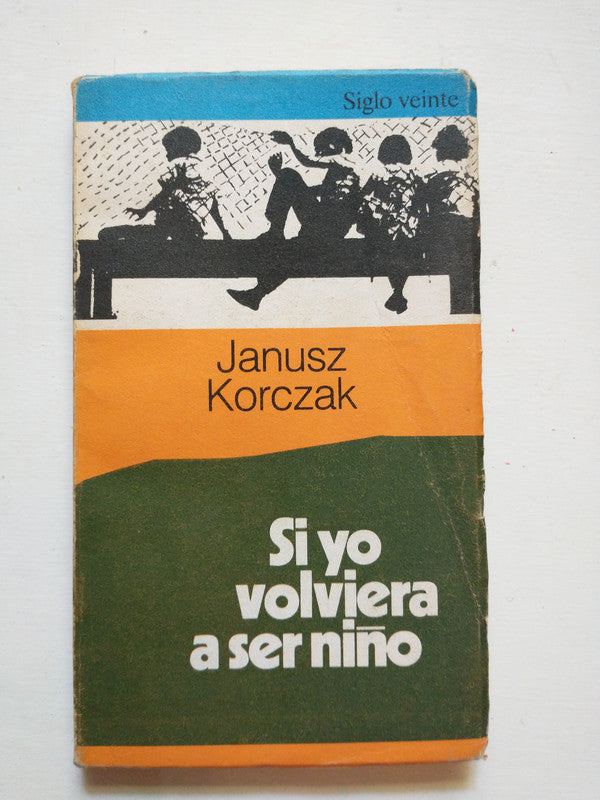 Siglo veinte
Janusz
Korczak
Si yo
volviera
a ser niño